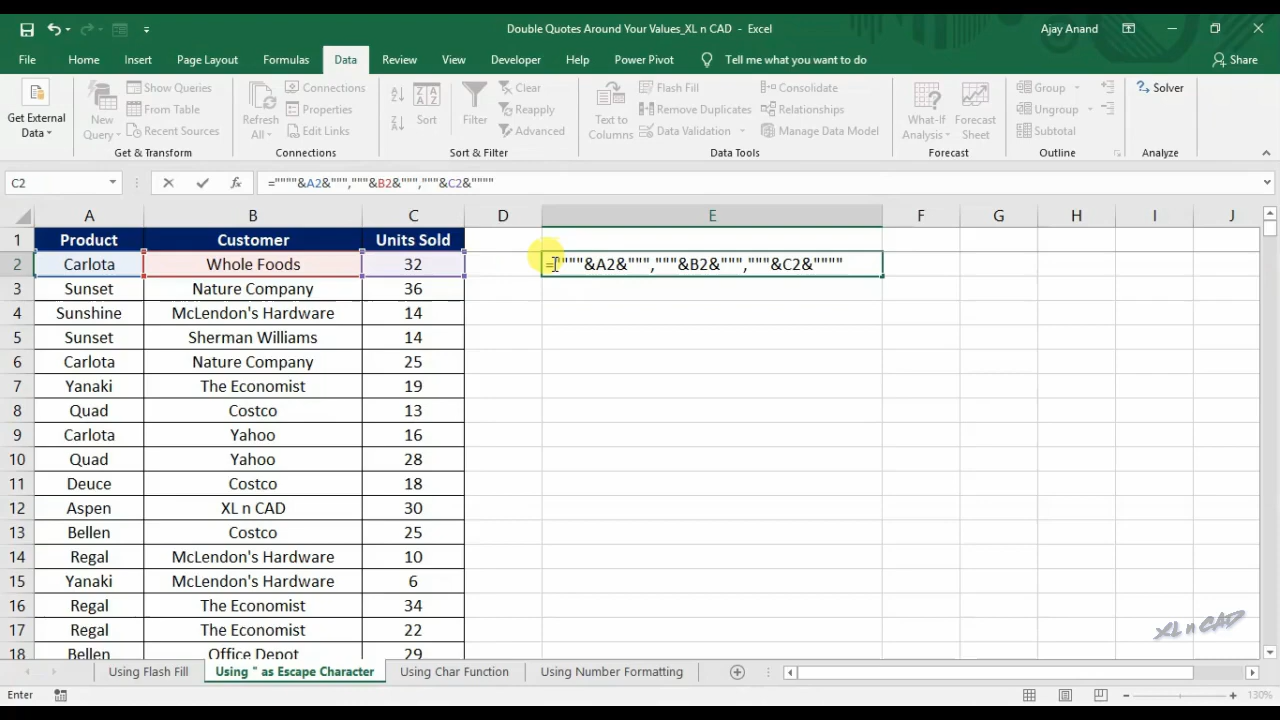 Double Quotes Around Your Values_XL n CAD - Excel
Ajay Anand
File Home Insert Page Layout Formulas Data Review View Developer Help Power Pivot Tell me what you want to do Share
Get External Data
New Query
Show Queries
From Table
Recent Sources
Get & Transform
Refresh All
Connections
Properties
Edit Links
Connections
Sort
Filter
Clear
Reapply
Advanced
Sort & Filter
Text to Columns
Flash Fill
Remove Duplicates
Data Validation
Consolidate
Relationships
Manage Data Models
Data Tools
What-If Analysis
Forecast Sheet
Forecast
Group
Ungroup
Subtotal
Outline
Solver
Analyze
C2 fx =""""&A2&""","""&B2&""","""&C2&""""
A B C D E F G H I J
1 Product Customer Units Sold
2 Carlota Whole Foods 32 =""""&A2&""","""&B2&""","""&C2&""""
3 Sunset Nature Company 36
4 Sunshine McLendon's Hardware 14
5 Sunset Sherman Williams 14
6 Carlota Nature Company 25
7 Yanaki The Economist 19
8 Quad Costco 13
9 Carlota Yahoo 16
10 Quad Yahoo 28
11 Deuce Costco 18
12 Aspen XL n CAD 30
13 Bellen Costco 25
14 Regal McLendon's Hardware 10
15 Yanaki McLendon's Hardware 6
16 Regal The Economist 34
17 Regal The Economist 22
18 Bellen Office Depot 29
XL n CAD
Using Flash Fill Using " as Escape Character Using Char Function Using Number Formatting
Enter 130%